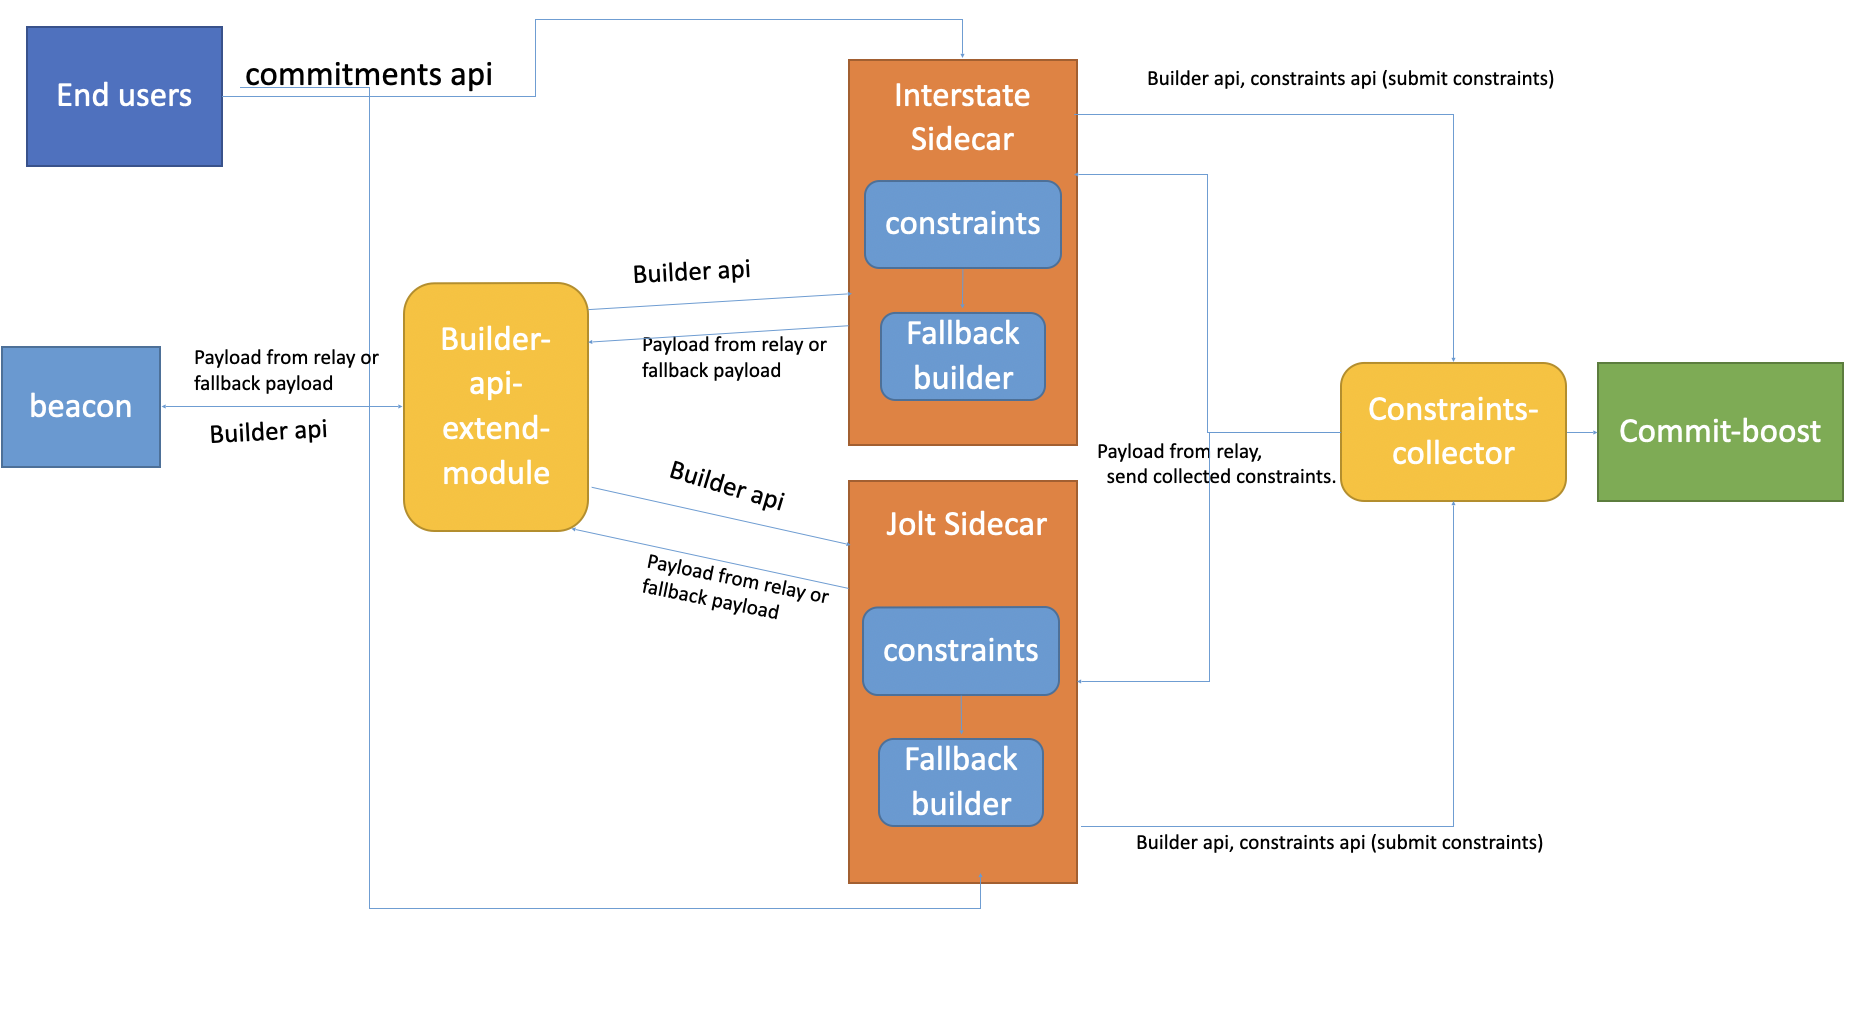 End users
commitments api
Interstate
Sidecar
constraints
Fallback
builder
Builder api, constraints api (submit constraints)
Builder api
Payload from relay or
fallback payload
Builder-
api-
extend-
module
Payload from relay or
fallback payload
beacon
Builder api
Constraints-
collector
Commit-boost
Payload from relay,
send collected constraints.
Builder api
Payload from relay or
fallback payload
Jolt Sidecar
constraints
Fallback
builder
Builder api, constraints api (submit constraints)